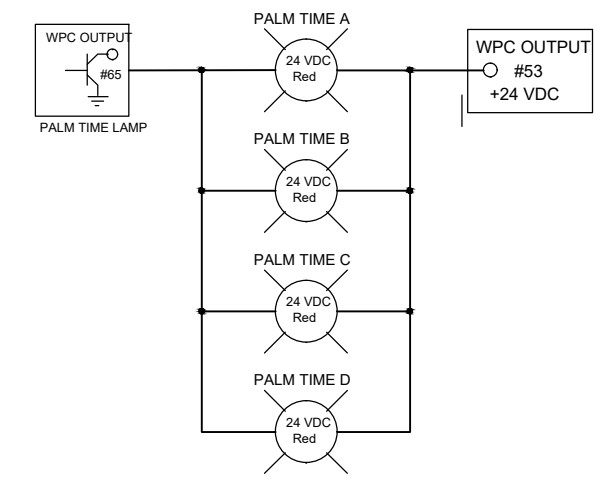 PALM TIME A
WPC OUTPUT
#65
PALM TIME LAMP
24 VDC
Red
WPC OUTPUT
#53
+24 VDC
PALM TIME B
24 VDC
Red
PALM TIME C
24 VDC
Red
PALM TIME D
24 VDC
Red